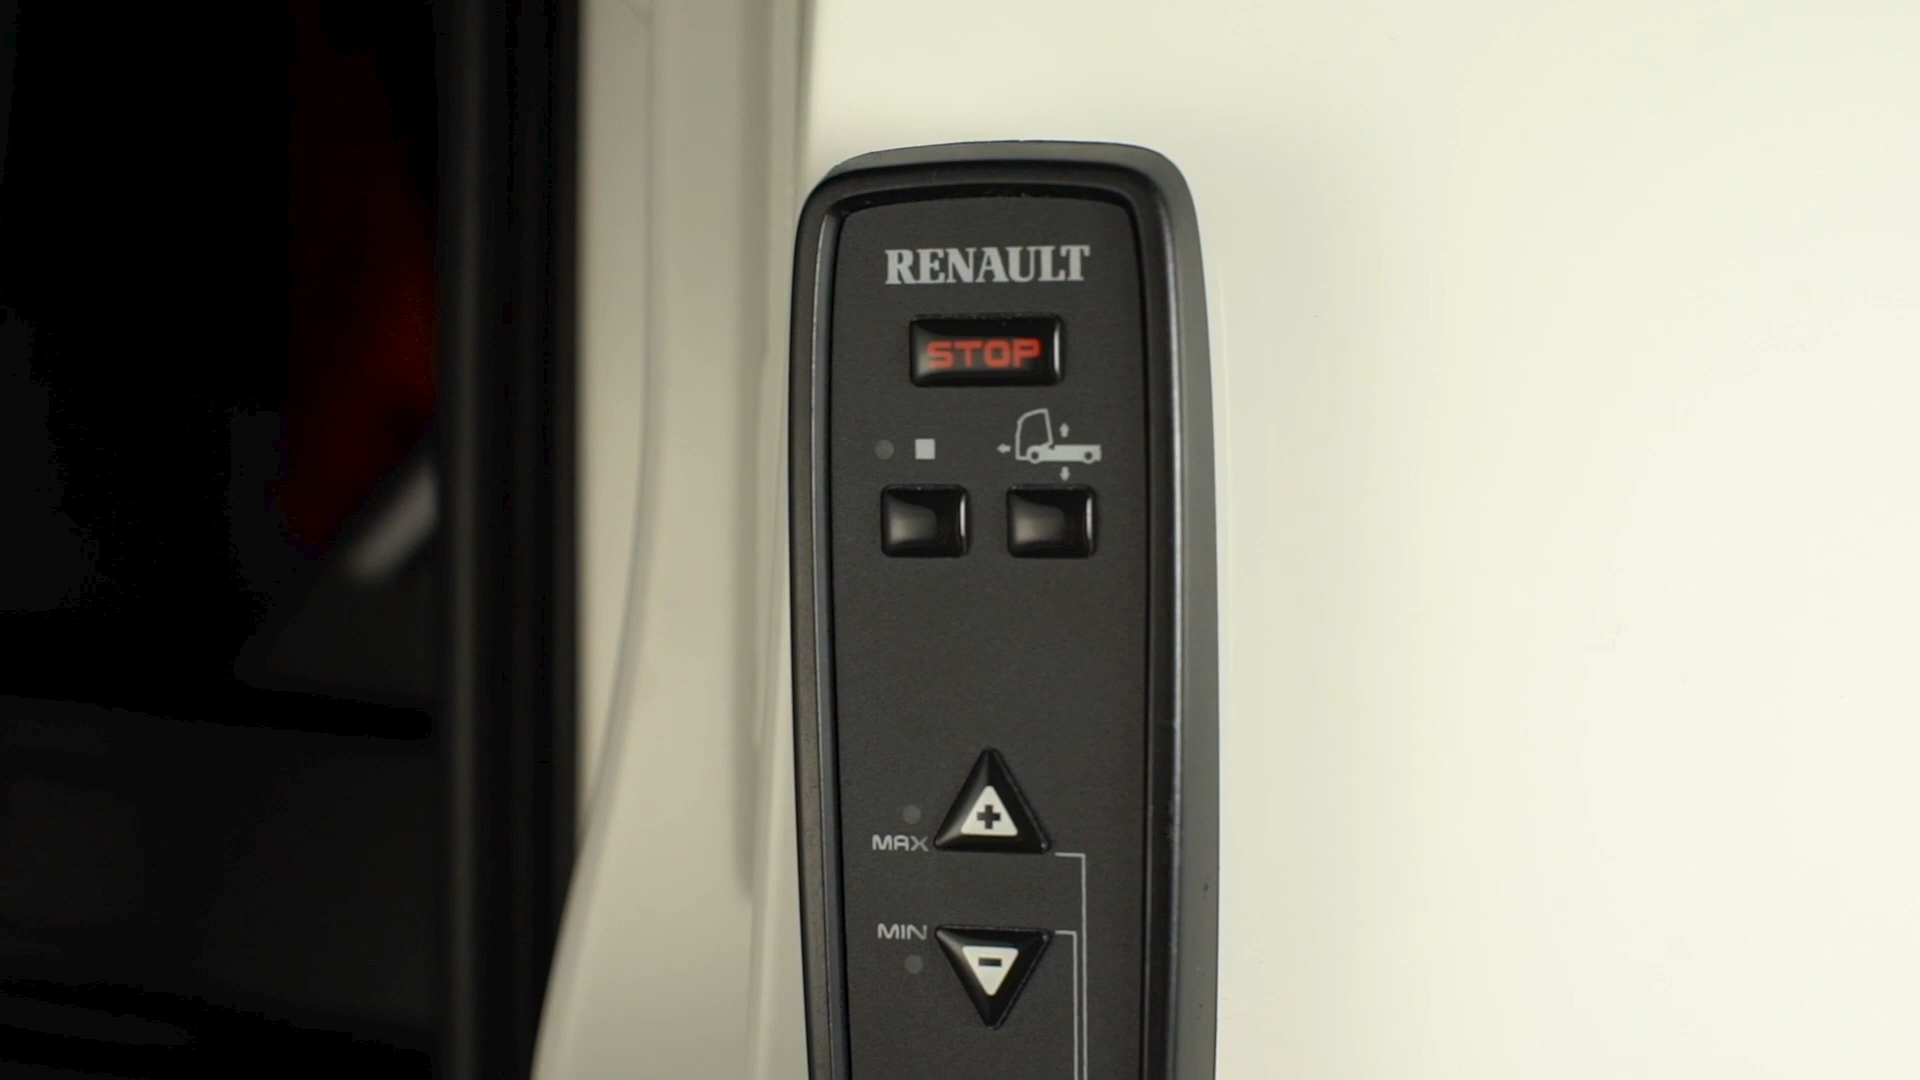 RENAULT
STOP
MAX
+
MIN
-